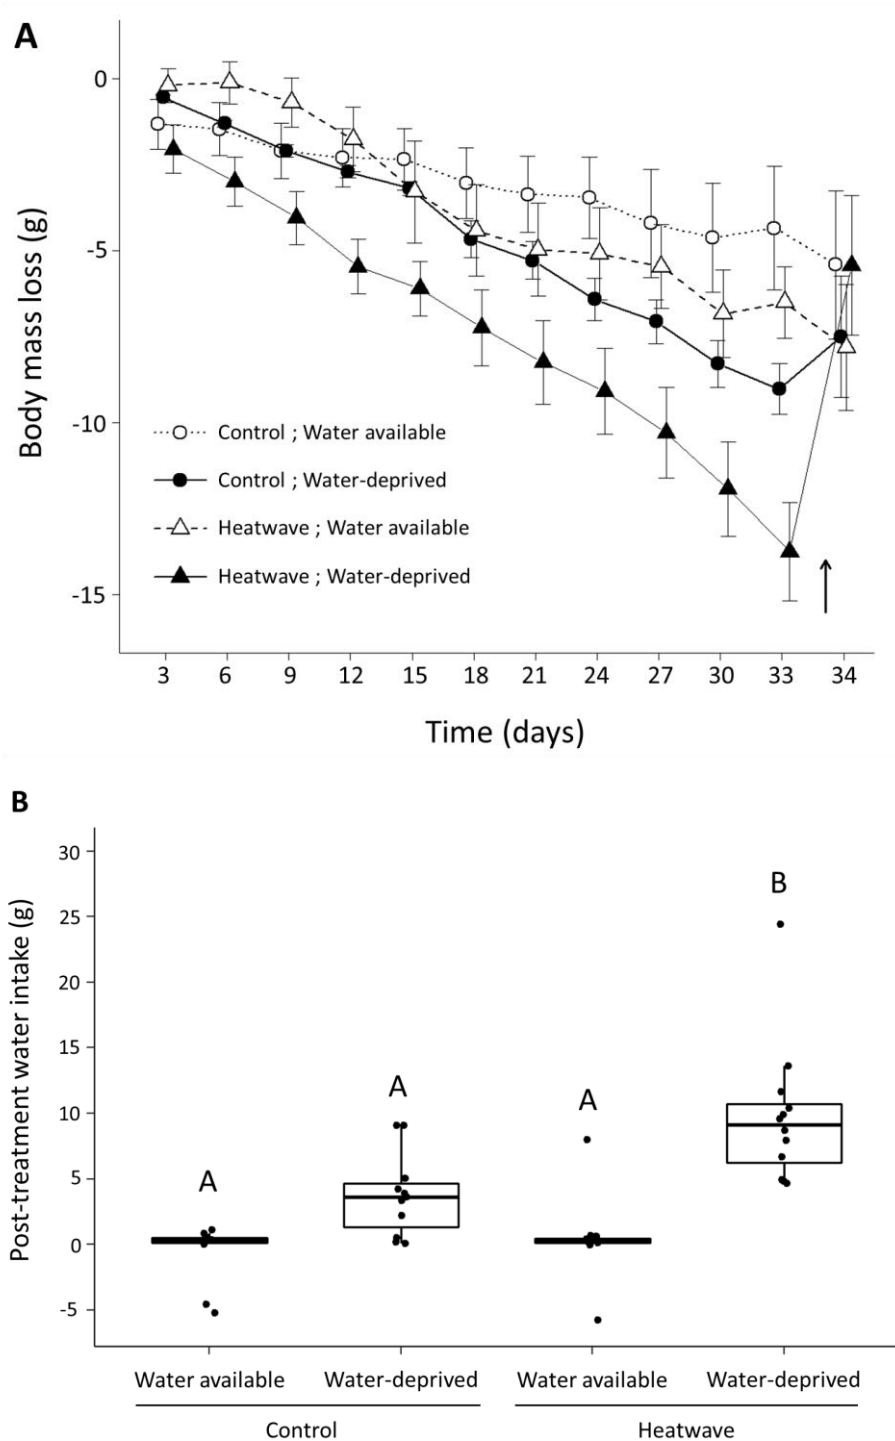 A
Body mass loss (g)
0
-5
-10
-15
Control ; Water available
Control ; Water-deprived
Heatwave ; Water available
Heatwave ; Water-deprived
3 6 9 12 15 18 21 24 27 30 33 34
Time (days)
B
Post-treatment water intake (g)
30
25
20
15
10
5
0
-5
A
A
A
B
Water available Water-deprived Water available Water-deprived
Control Heatwave